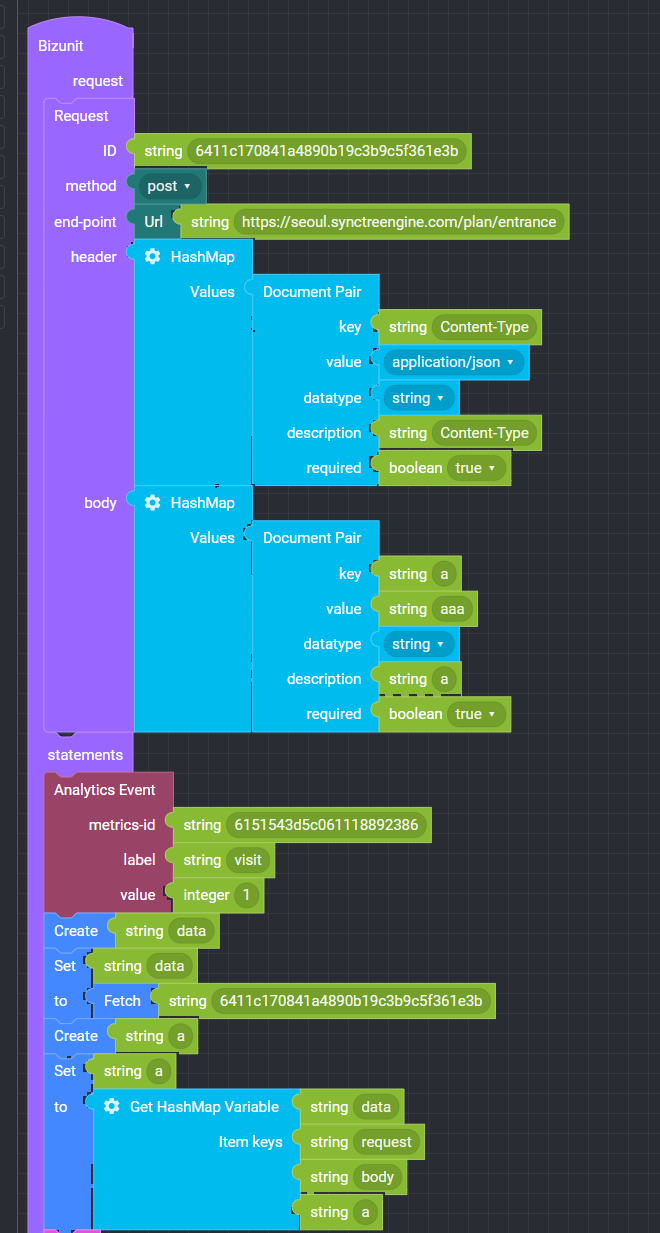 Bizunit
request
Request
ID string 6411c170841a4890b19c3b9c5f361e3b
method post
end-point Url string https://seoul.synctreengine.com/plan/entrance
header HashMap
Values Document Pair
key string Content-Type
value application/json
datatype string
description string Content-Type
required boolean true
body HashMap
Values Document Pair
key string a
value string aaa
datatype string
description string a
required boolean true
statements
Analytics Event
metrics-id string 6151543d5c061118892386
label string visit
value integer 1
Create string data
Set string data
to Fetch string 6411c170841a4890b19c3b9c5f361e3b
Create string a
Set string a
to Get HashMap Variable string data
Item keys string request
string body
string a